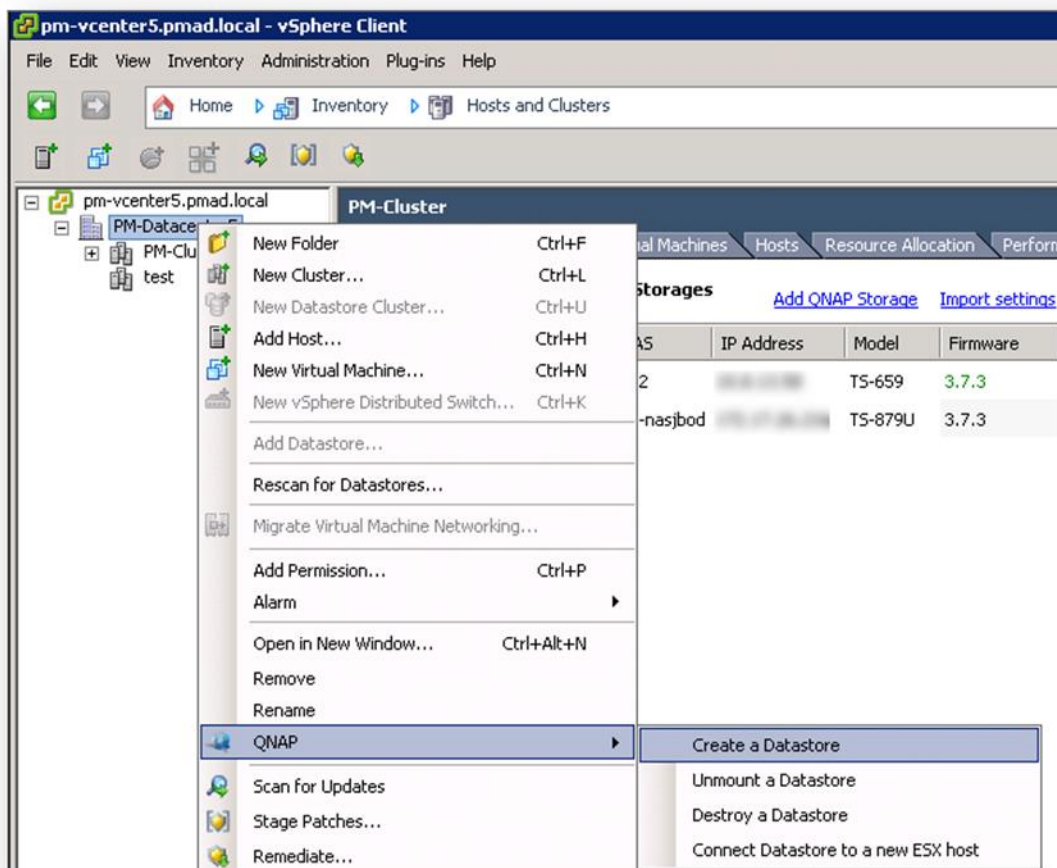 pm-vcenter5.pmad.local - vSphere Client
File Edit View Inventory Administration Plug-ins Help
Home Inventory Hosts and Clusters
pm-vcenter5.pmad.local
PM-Datace
PM-Clu
test
PM-Cluster
ual Machines Hosts Resource Allocation Perform
Storages Add QNAP Storage Import settings
AS IP Address Model Firmware
2 TS-659 3.7.3
-nasjbod TS-879U 3.7.3
New Folder Ctrl+F
New Cluster... Ctrl+L
New Datastore Cluster... Ctrl+U
Add Host... Ctrl+H
New Virtual Machine... Ctrl+N
New vSphere Distributed Switch... Ctrl+K
Add Datastore...
Rescan for Datastores...
Migrate Virtual Machine Networking...
Add Permission... Ctrl+P
Alarm
Open in New Window... Ctrl+Alt+N
Remove
Rename
QNAP
Scan for Updates
Stage Patches...
Remediate...
Create a Datastore
Unmount a Datastore
Destroy a Datastore
Connect Datastore to a new ESX host